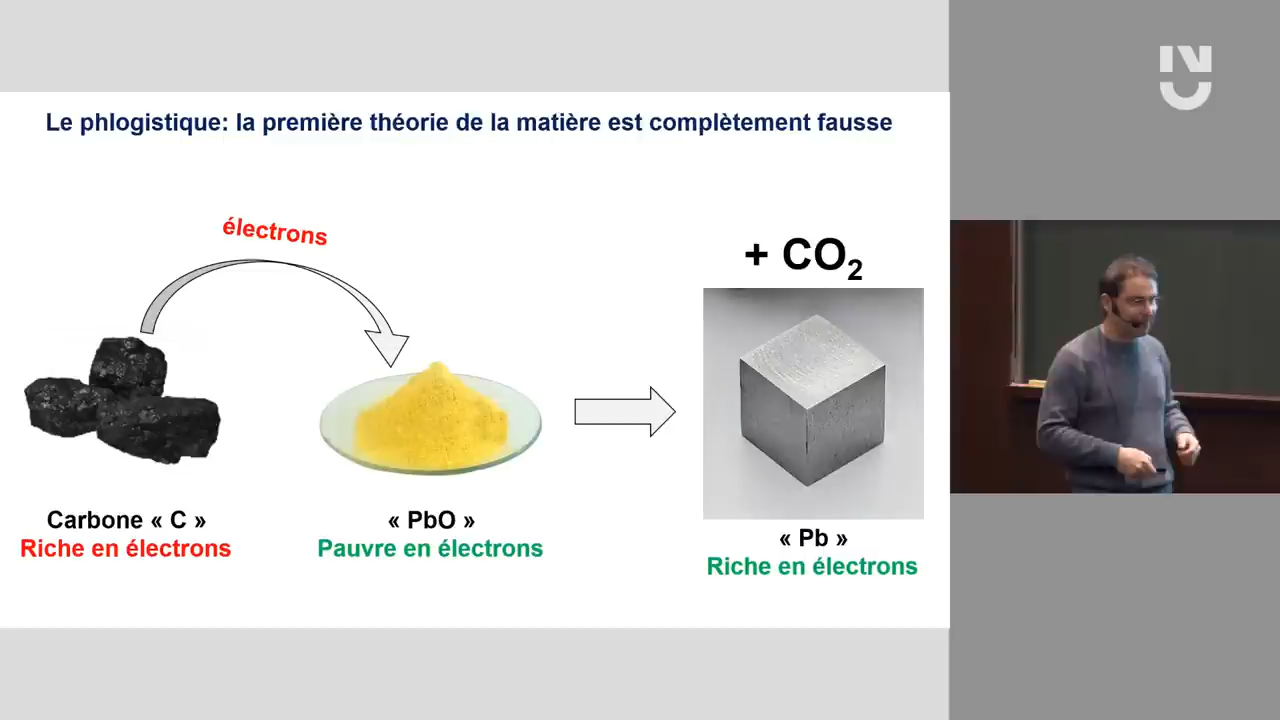 Le phlogistique: la première théorie de la matière est complètement fausse
électrons
+ CO2
Carbone « C »
Riche en électrons
« PbO »
Pauvre en électrons
« Pb »
Riche en électrons